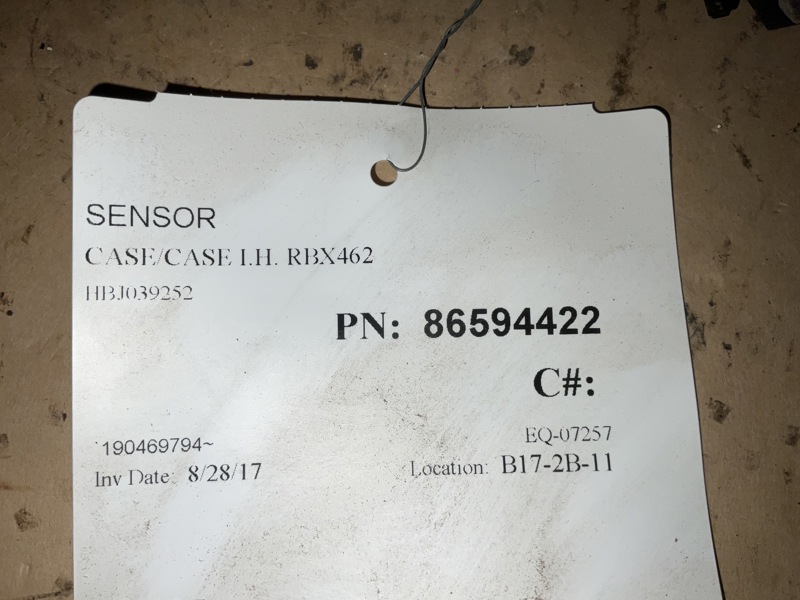 SENSOR
CASE/CASE I.H. RBX462
HBJ039252
PN: 86594422
C#:
EQ-07257
`190469794~
Inv Date: 8/28/17
Location: B17-2B-11